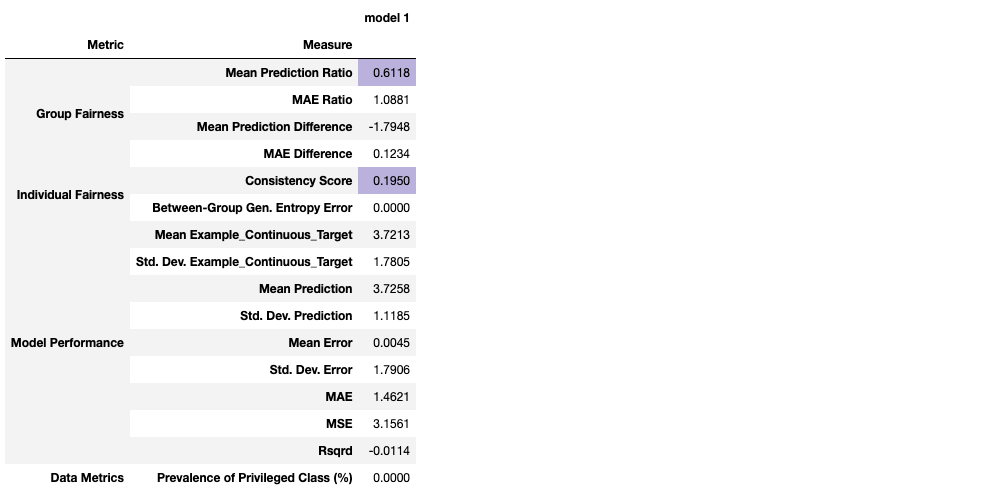 model 1
Metric Measure
Group Fairness Mean Prediction Ratio 0.6118
MAE Ratio 1.0881
Mean Prediction Difference -1.7948
MAE Difference 0.1234
Individual Fairness Consistency Score 0.1950
Between-Group Gen. Entropy Error 0.0000
Model Performance Mean Example_Continuous_Target 3.7213
Std. Dev. Example_Continuous_Target 1.7805
Mean Prediction 3.7258
Std. Dev. Prediction 1.1185
Mean Error 0.0045
Std. Dev. Error 1.7906
MAE 1.4621
MSE 3.1561
Rsqrd -0.0114
Data Metrics Prevalence of Privileged Class (%) 0.0000